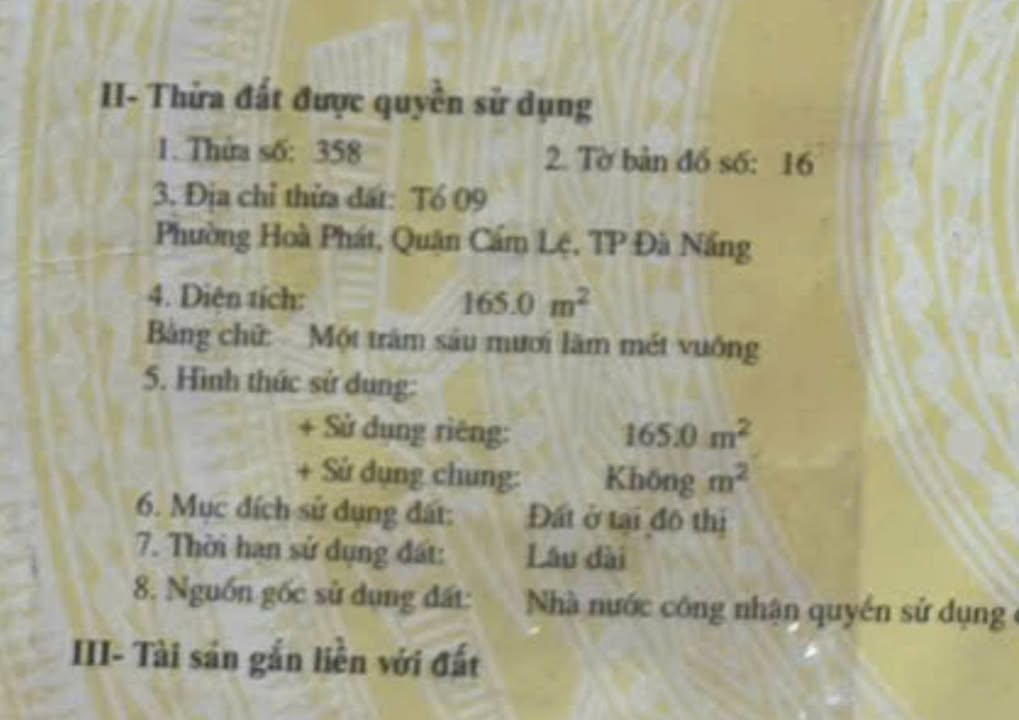 II- Thửa đất được quyền sử dụng
1. Thửa số: 358 2. Tờ bản đồ số: 16
3. Địa chỉ thửa đất: Tổ 09
Phường Hoà Phát, Quận Cẩm Lệ, TP Đà Nẵng
4. Diện tích: 165.0 m²
Bằng chữ: Một trăm sáu mươi lăm mét vuông
5. Hình thức sử dụng:
+ Sử dụng riêng: 165.0 m²
+ Sử dụng chung: Không m²
6. Mục đích sử dụng đất: Đất ở tại đô thị
7. Thời hạn sử dụng đất: Lâu dài
8. Nguồn gốc sử dụng đất: Nhà nước công nhận quyền sử dụng
III- Tài sản gắn liền với đất